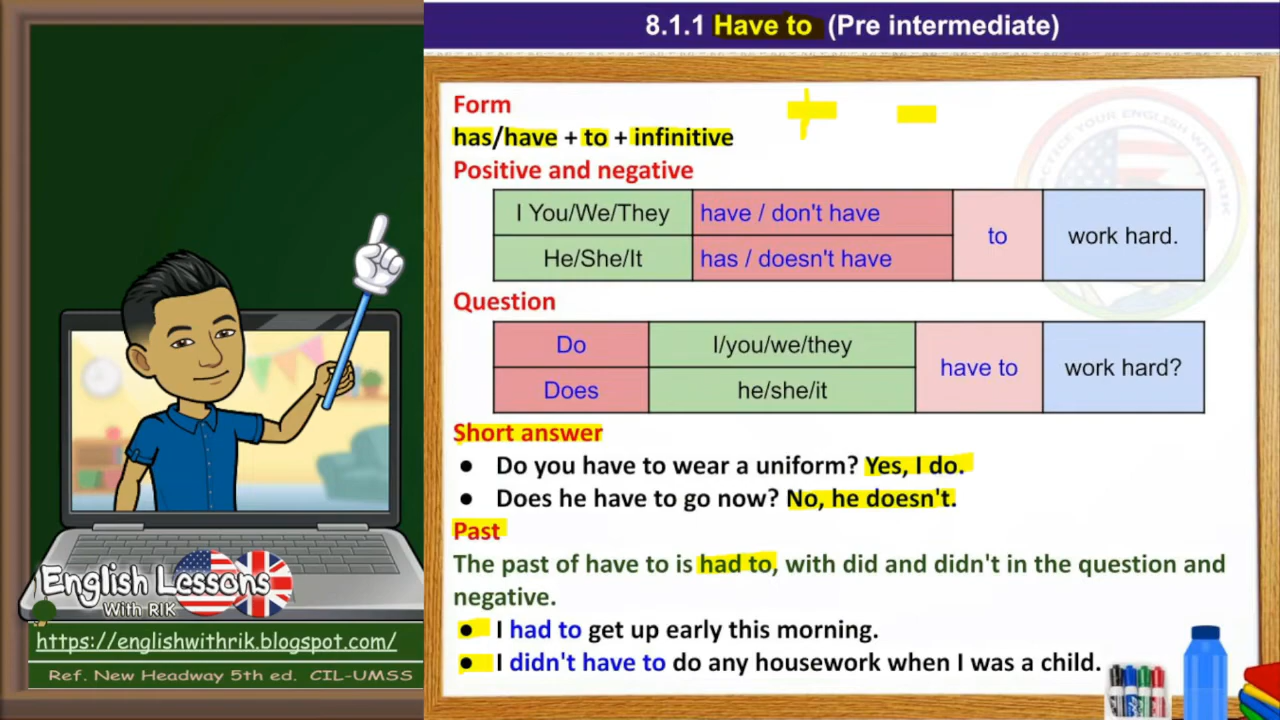 8.1.1 Have to (Pre intermediate)
Form
has/have + to + infinitive
Positive and negative
I You/We/They have / don't have to work hard.
He/She/It has / doesn't have
Question
Do I/you/we/they have to work hard?
Does he/she/it
Short answer
● Do you have to wear a uniform? Yes, I do.
● Does he have to go now? No, he doesn't.
Past
The past of have to is had to, with did and didn't in the question and
negative.
● I had to get up early this morning.
● I didn't have to do any housework when I was a child.
English Lessons
With RIK
https://englishwithrik.blogspot.com/
Ref. New Headway 5th ed. CIL-UMSS
PRACTICE YOUR ENGLISH WITH RIK